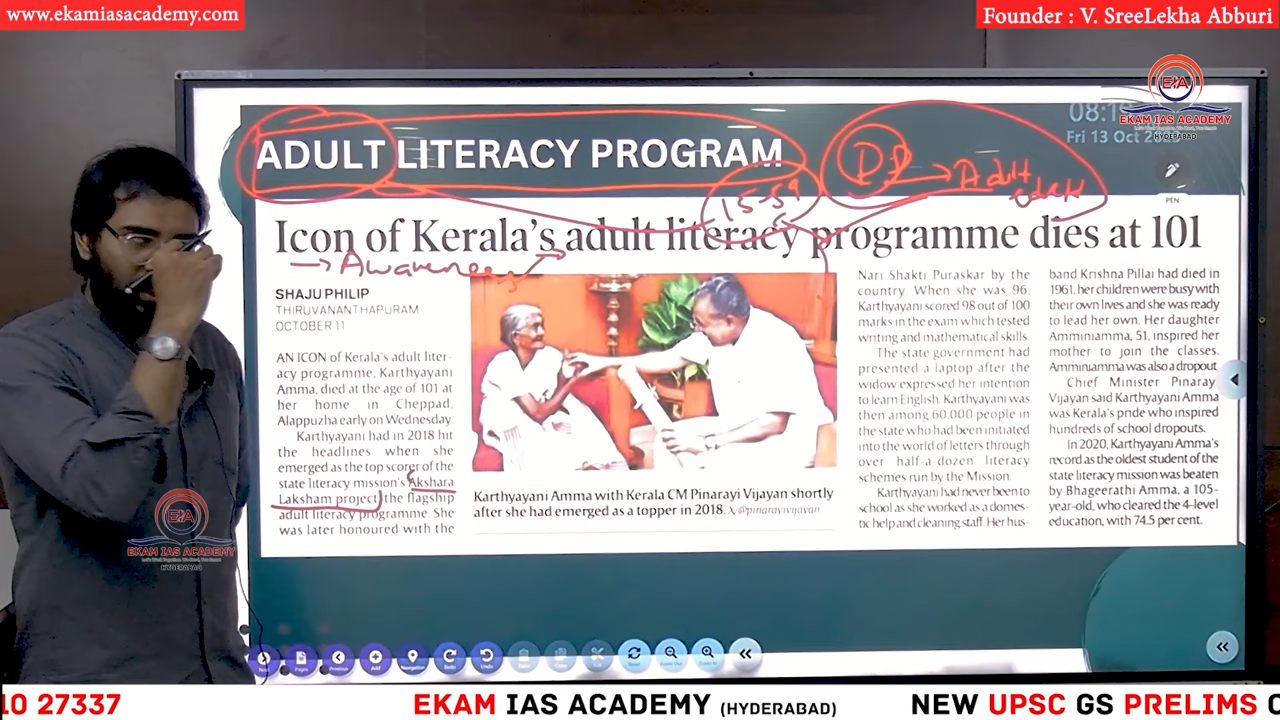 www.ekamiasacademy.com
Founder : V. SreeLekha Abburi
EKAM IAS ACADEMY
HYDERABAD
Fri 13 Oct
PEN
ADULT LITERACY PROGRAM
15-59
Adult
Icon of Kerala's adult literacy programme dies at 101
Awareness
SHAJU PHILIP
THIRUVANANTHAPURAM
OCTOBER 11
AN ICON of Kerala's adult liter-
acy programme, Karthyayani
Amma, died at the age of 101 at
her home in Cheppad,
Alappuzha early on Wednesday.
Karthyayani had in 2018 hit
the headlines when she
emerged as the top scorer of the
state literacy mission's Akshara
Laksham project, the flagship
adult literacy programme. She
was later honoured with the
Karthyayani Amma with Kerala CM Pinarayi Vijayan shortly
after she had emerged as a topper in 2018. X/@pinarayivijayan
Nari Shakti Puraskar by the
country. When she was 96,
Karthyayani scored 98 out of 100
marks in the exam which tested
writing and mathematical skills.
The state government had
presented a laptop after the
widow expressed her intention
to learn English. Karthyayani was
then among 60,000 people in
the state who had been initiated
into the world of letters through
over half-a-dozen literacy
schemes run by the Mission.
Karthyayani had never been to
school as she worked as a domes-
tic help and cleaning staff. Her hus-
band Krishna Pillai had died in
1961, her children were busy with
their own lives and she was ready
to lead her own. Her daughter
Amminiamma, 51, inspired her
mother to join the classes.
Amminiamma was also a dropout.
Chief Minister Pinaray
Vijayan said Karthyayani Amma
was Kerala's pride who inspired
hundreds of school dropouts.
In 2020, Karthyayani Amma's
record as the oldest student of the
state literacy mission was beaten
by Bhageerathi Amma, a 105-
year-old, who cleared the 4-level
education, with 74.5 per cent.
EKAM IAS ACADEMY
HYDERABAD
Pages
Previous
Add
Navigation
Redo
Undo
Zoom Out
Zoom In
10 27337
EKAM IAS ACADEMY (HYDERABAD)
NEW UPSC GS PRELIMS C